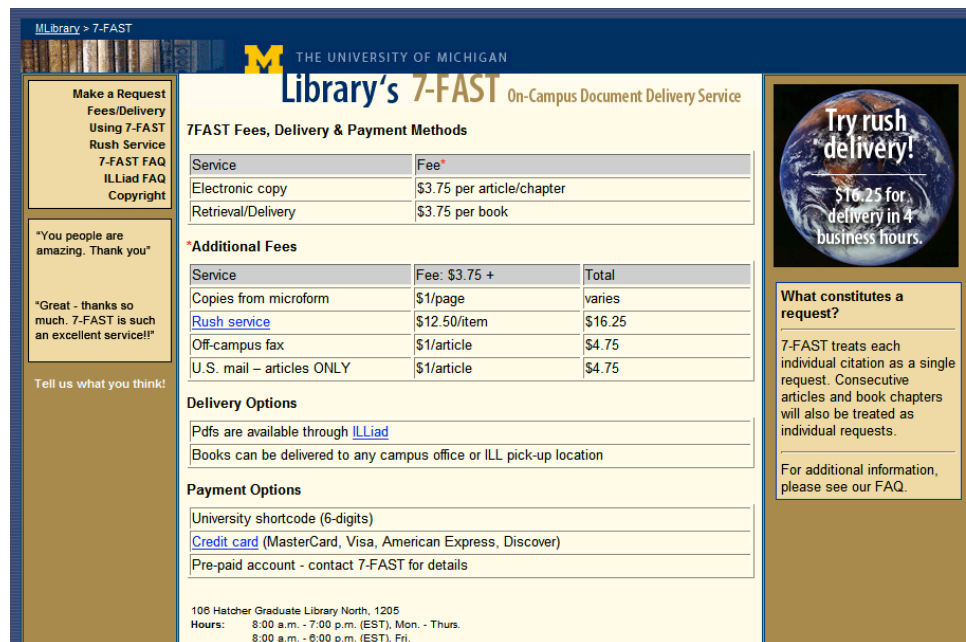 MLibrary > 7-FAST
M THE UNIVERSITY OF MICHIGAN
Library's 7-FAST On-Campus Document Delivery Service
Make a Request
Fees/Delivery
Using 7-FAST
Rush Service
7-FAST FAQ
ILLiad FAQ
Copyright
"You people are
amazing. Thank you"
"Great - thanks so
much. 7-FAST is such
an excellent service!!"
Tell us what you think!
7FAST Fees, Delivery & Payment Methods
Service Fee*
Electronic copy $3.75 per article/chapter
Retrieval/Delivery $3.75 per book
*Additional Fees
Service Fee: $3.75 + Total
Copies from microform $1/page varies
Rush service $12.50/item $16.25
Off-campus fax $1/article $4.75
U.S. mail – articles ONLY $1/article $4.75
Delivery Options
Pdfs are available through ILLiad
Books can be delivered to any campus office or ILL pick-up location
Payment Options
University shortcode (6-digits)
Credit card (MasterCard, Visa, American Express, Discover)
Pre-paid account - contact 7-FAST for details
106 Hatcher Graduate Library North, 1205
Hours: 8:00 a.m. - 7:00 p.m. (EST), Mon. - Thurs.
8:00 a.m. - 6:00 p.m. (EST), Fri.
Try rush
delivery!
$16.25 for
delivery in 4
business hours.
What constitutes a
request?
7-FAST treats each
individual citation as a single
request. Consecutive
articles and book chapters
will also be treated as
individual requests.
For additional information,
please see our FAQ.